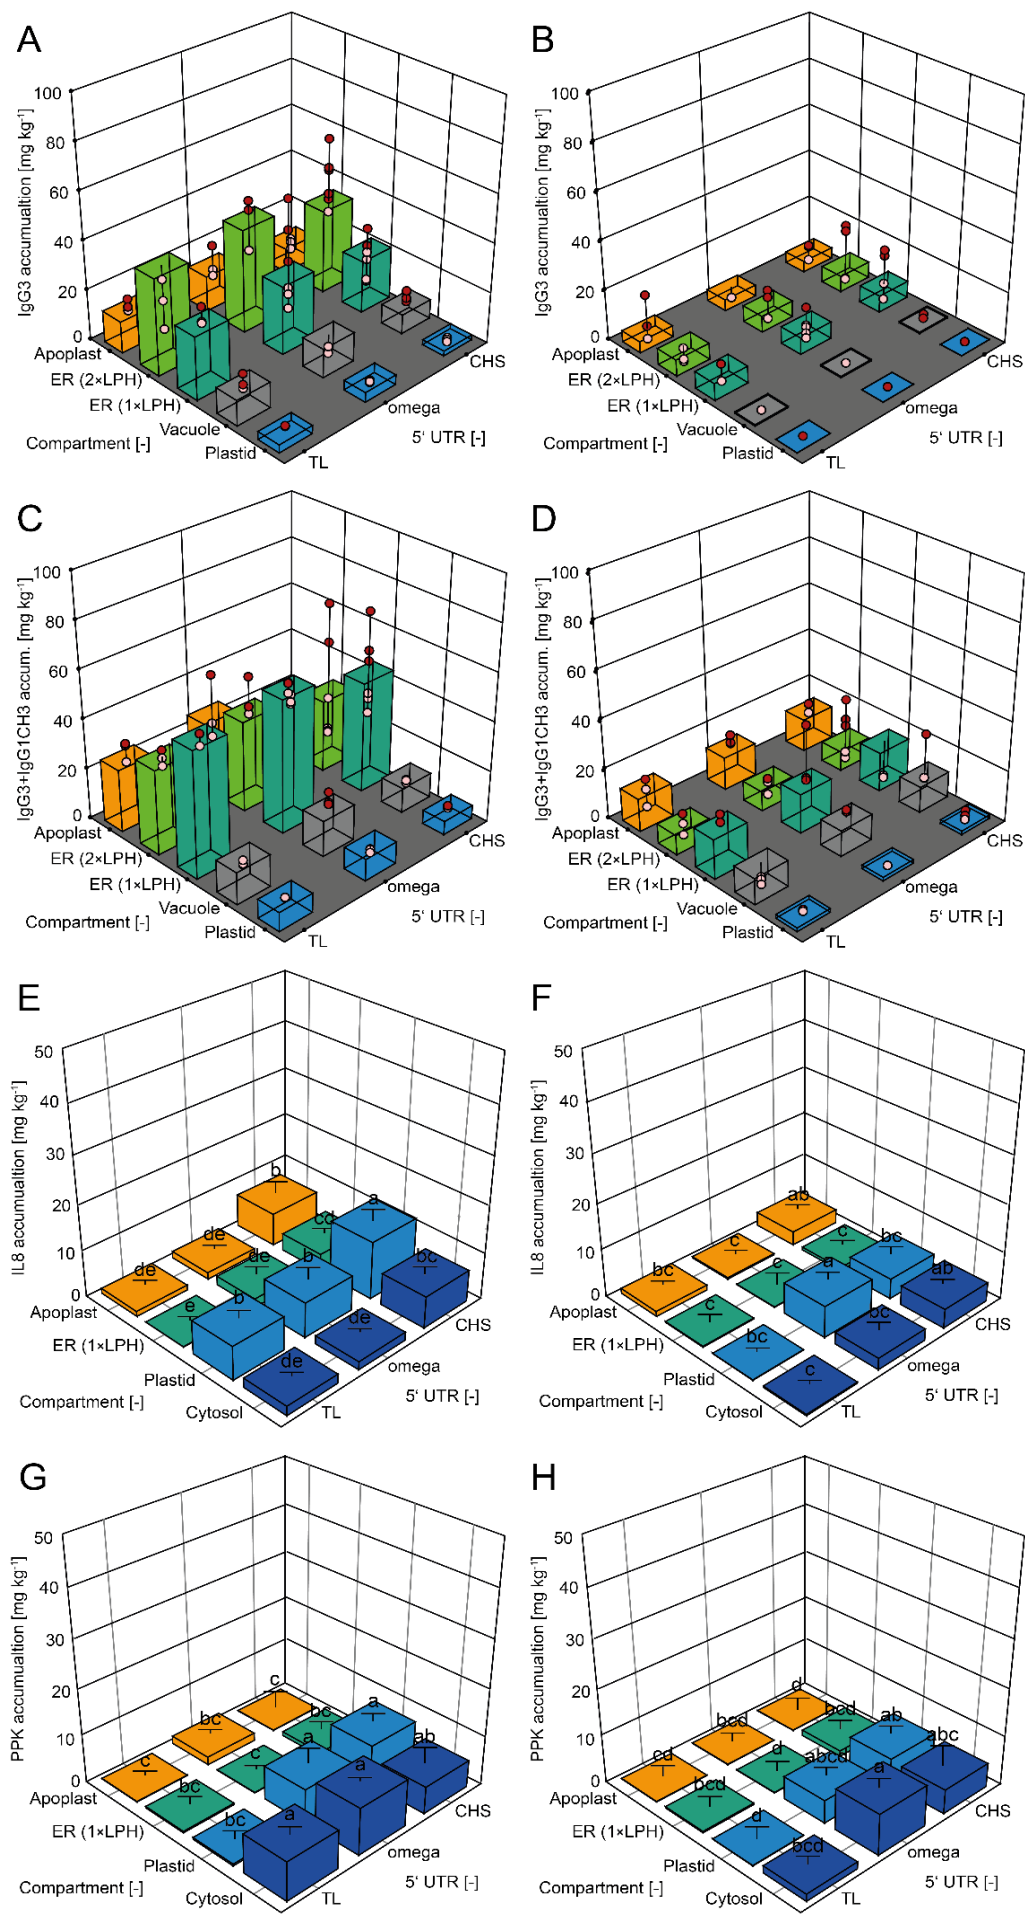 A
IgG3 accumualtion [mg kg-1]
100
80
60
40
20
0
Apoplast
ER (2×LPH)
ER (1×LPH)
Vacuole
Plastid
Compartment [-]
TL
omega
CHS
5‘ UTR [-]
B
IgG3 accumualtion [mg kg-1]
100
80
60
40
20
0
Apoplast
ER (2×LPH)
ER (1×LPH)
Vacuole
Plastid
Compartment [-]
TL
omega
CHS
5‘ UTR [-]
C
IgG3+IgG1CH3 accum. [mg kg-1]
100
80
60
40
20
0
Apoplast
ER (2×LPH)
ER (1×LPH)
Vacuole
Plastid
Compartment [-]
TL
omega
CHS
5‘ UTR [-]
D
IgG3+IgG1CH3 accum. [mg kg-1]
100
80
60
40
20
0
Apoplast
ER (2×LPH)
ER (1×LPH)
Vacuole
Plastid
Compartment [-]
TL
omega
CHS
5‘ UTR [-]
E
IL8 accumualtion [mg kg-1]
50
40
30
20
10
0
b
a
cd
de
de
b
bc
de
e
b
de
de
Apoplast
ER (1×LPH)
Plastid
Cytosol
Compartment [-]
TL
omega
CHS
5‘ UTR [-]
F
IL8 accumualtion [mg kg-1]
50
40
30
20
10
0
ab
c
bc
c
c
a
ab
bc
c
bc
bc
c
Apoplast
ER (1×LPH)
Plastid
Cytosol
Compartment [-]
TL
omega
CHS
5‘ UTR [-]
G
PPK accumualtion [mg kg-1]
50
40
30
20
10
0
c
bc
a
bc
c
a
ab
c
bc
a
bc
a
Apoplast
ER (1×LPH)
Plastid
Cytosol
Compartment [-]
TL
omega
CHS
5‘ UTR [-]
H
PPK accumualtion [mg kg-1]
50
40
30
20
10
0
d
bcd
ab
bcd
d
abcd
abc
cd
bcd
a
d
bcd
Apoplast
ER (1×LPH)
Plastid
Cytosol
Compartment [-]
TL
omega
CHS
5‘ UTR [-]